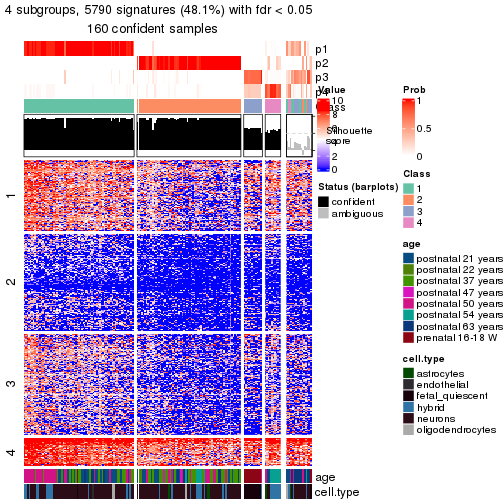 4 subgroups, 5790 signatures (48.1%) with fdr < 0.05
160 confident samples
p1
p2
p3
p4
Class
Silhouette
score
1
2
3
4
age
cell.type
Value
10
8
6
4
2
0
Status (barplots)
confident
ambiguous
Prob
1
0.5
0
Class
1
2
3
4
age
postnatal 21 years
postnatal 22 years
postnatal 37 years
postnatal 47 years
postnatal 50 years
postnatal 54 years
postnatal 63 years
prenatal 16-18 W
cell.type
astrocytes
endothelial
fetal_quiescent
hybrid
neurons
oligodendrocytes